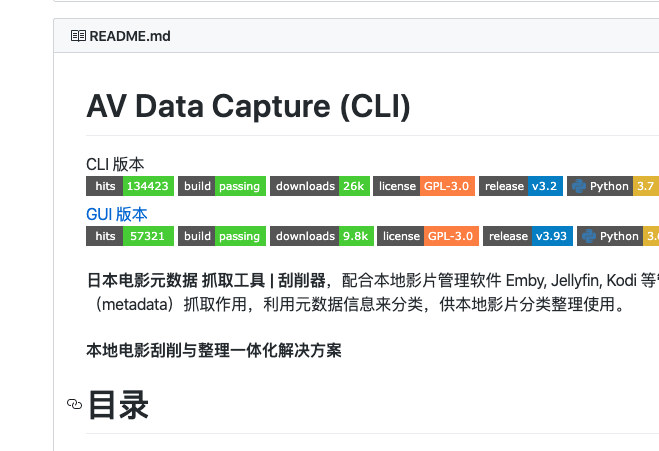 README.md
AV Data Capture (CLI)
CLI 版本
hits 134423 build passing downloads 26k license GPL-3.0 release v3.2 Python 3.7
GUI 版本
hits 57321 build passing downloads 9.8k license GPL-3.0 release v3.93 Python 3.
日本电影元数据 抓取工具 | 刮削器，配合本地影片管理软件 Emby, Jellyfin, Kodi 等
（metadata）抓取作用，利用元数据信息来分类，供本地影片分类整理使用。
本地电影刮削与整理一体化解决方案
目录